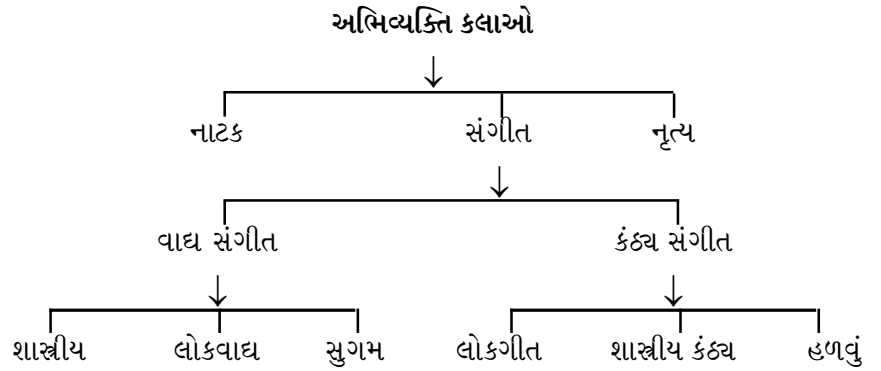 અભિવ્યક્તિ કલાઓ
નાટક સંગીત નૃત્ય
વાદ્ય સંગીત કંઠ્ય સંગીત
શાસ્ત્રીય લોકવાદ્ય સુગમ લોકગીત શાસ્ત્રીય કંઠ્ય હળવું